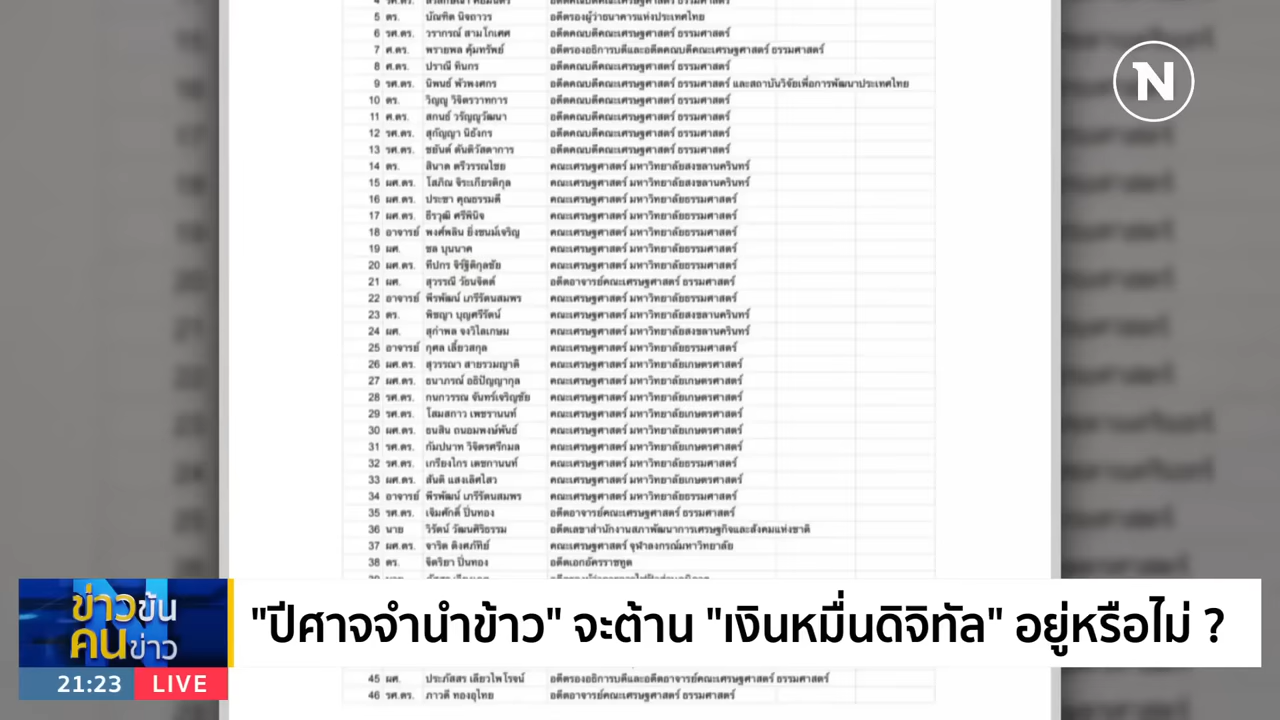 5 ดร. บัณฑิต นิจถาวร อดีตรองผู้ว่าธนาคารแห่งประเทศไทย
6 รศ.ดร. วรากรณ์ สามโกเศศ อดีตคณบดีคณะเศรษฐศาสตร์ ธรรมศาสตร์
7 ศ.ดร. พรายพล คุ้มทรัพย์ อดีตรองอธิการบดีและอดีตคณบดีคณะเศรษฐศาสตร์ ธรรมศาสตร์
8 ศ.ดร. ปราณี ทินกร อดีตคณบดีคณะเศรษฐศาสตร์ ธรรมศาสตร์
9 รศ.ดร. นิพนธ์ พัวพงศกร อดีตคณบดีคณะเศรษฐศาสตร์ ธรรมศาสตร์ และสถาบันวิจัยเพื่อการพัฒนาประเทศไทย
10 ดร. วิญญู วิจิตรวาทการ อดีตคณบดีคณะเศรษฐศาสตร์ ธรรมศาสตร์
11 ศ.ดร. สกนธ์ วรัญญูวัฒนา อดีตคณบดีคณะเศรษฐศาสตร์ ธรรมศาสตร์
12 รศ.ดร. สุกัญญา นิธังกร อดีตคณบดีคณะเศรษฐศาสตร์ ธรรมศาสตร์
13 รศ.ดร. ชยันต์ ตันติวัสดาการ อดีตคณบดีคณะเศรษฐศาสตร์ ธรรมศาสตร์
14 ดร. สินาด ตรีวรรณไชย คณะเศรษฐศาสตร์ มหาวิทยาลัยสงขลานครินทร์
15 ผศ.ดร. โสภิณ จิระเกียรติกุล คณะเศรษฐศาสตร์ มหาวิทยาลัยสงขลานครินทร์
16 ผศ.ดร. ประชา คุณธรรมดี คณะเศรษฐศาสตร์ มหาวิทยาลัยธรรมศาสตร์
17 ผศ.ดร. ธีรวุฒิ ศรีพินิจ คณะเศรษฐศาสตร์ มหาวิทยาลัยธรรมศาสตร์
18 อาจารย์ พงศ์พลิน ยิ่งชนม์เจริญ คณะเศรษฐศาสตร์ มหาวิทยาลัยธรรมศาสตร์
19 ผศ. ชล บุนนาค คณะเศรษฐศาสตร์ มหาวิทยาลัยธรรมศาสตร์
20 ผศ.ดร. ทีปกร จิร์ฐิติกุลชัย คณะเศรษฐศาสตร์ มหาวิทยาลัยธรรมศาสตร์
21 ผศ. สุวรรณี วัธนจิตต์ อดีตอาจารย์คณะเศรษฐศาสตร์ ธรรมศาสตร์
22 อาจารย์ พีรพัฒน์ เภรีรัตนสมพร คณะเศรษฐศาสตร์ มหาวิทยาลัยธรรมศาสตร์
23 ดร. พิชญา บุญศรีรัตน์ คณะเศรษฐศาสตร์ มหาวิทยาลัยสงขลานครินทร์
24 ผศ. สุกำพล จงวิไลเกษม คณะเศรษฐศาสตร์ มหาวิทยาลัยสงขลานครินทร์
25 อาจารย์ กุศล เลี้ยวสกุล คณะเศรษฐศาสตร์ มหาวิทยาลัยธรรมศาสตร์
26 ผศ.ดร. สุวรรณา สายรวมญาติ คณะเศรษฐศาสตร์ มหาวิทยาลัยเกษตรศาสตร์
27 ผศ.ดร. ธนาภรณ์ อธิปัญญากุล คณะเศรษฐศาสตร์ มหาวิทยาลัยเกษตรศาสตร์
28 รศ.ดร. กนกวรรณ จันทร์เจริญชัย คณะเศรษฐศาสตร์ มหาวิทยาลัยเกษตรศาสตร์
29 รศ.ดร. โสมสกาว เพชรานนท์ คณะเศรษฐศาสตร์ มหาวิทยาลัยเกษตรศาสตร์
30 ผศ.ดร. ธนสิน ถนอมพงษ์พันธ์ คณะเศรษฐศาสตร์ มหาวิทยาลัยเกษตรศาสตร์
31 รศ.ดร. กัมปนาท วิจิตรศรีกมล คณะเศรษฐศาสตร์ มหาวิทยาลัยเกษตรศาสตร์
32 รศ.ดร. เกรียงไกร เตชกานนท์ คณะเศรษฐศาสตร์ มหาวิทยาลัยธรรมศาสตร์
33 ผศ.ดร. สันติ แสงเลิศไสว คณะเศรษฐศาสตร์ มหาวิทยาลัยเกษตรศาสตร์
34 อาจารย์ พีรพัฒน์ เภรีรัตนสมพร คณะเศรษฐศาสตร์ มหาวิทยาลัยธรรมศาสตร์
35 รศ.ดร. เจิมศักดิ์ ปิ่นทอง อดีตอาจารย์คณะเศรษฐศาสตร์ ธรรมศาสตร์
36 นาย วิรัตน์ วัฒนศิริธรรม อดีตเลขาสำนักงานสภาพัฒนาการเศรษฐกิจและสังคมแห่งชาติ
37 ผศ.ดร. จาริต ติงศภัทิย์ คณะเศรษฐศาสตร์ จุฬาลงกรณ์มหาวิทยาลัย
38 ดร. จิตริยา ปิ่นทอง อดีตเอกอัครราชทูต
"ปีศาจจำนำข้าว" จะต้าน "เงินหมื่นดิจิทัล" อยู่หรือไม่ ?
ข่าวข้น
คนข่าว
21:23 LIVE
45 ผศ. ประภัสสร เลียวไพโรจน์ อดีตรองอธิการบดีและอดีตอาจารย์คณะเศรษฐศาสตร์ ธรรมศาสตร์
46 รศ.ดร. ภาวดี ทองอุไทย อดีตอาจารย์คณะเศรษฐศาสตร์ ธรรมศาสตร์
N